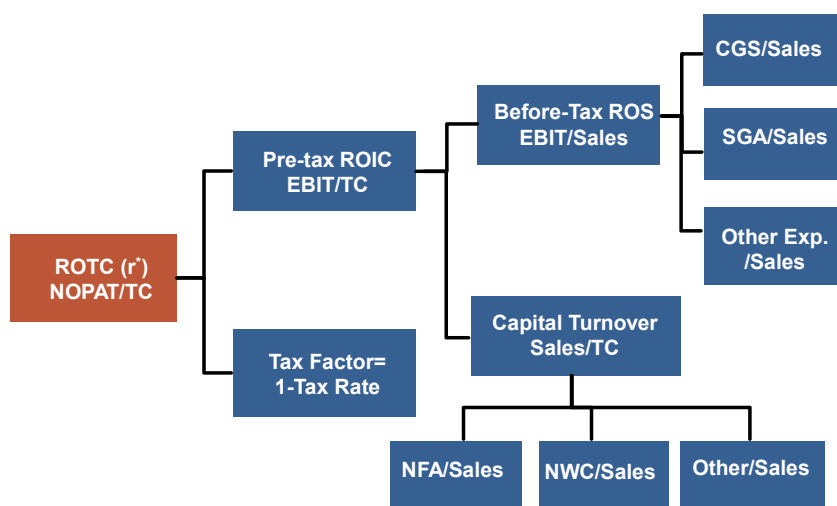 CGS/Sales
Before-Tax ROS
EBIT/Sales
SGA/Sales
Pre-tax ROIC
EBIT/TC
Other Exp.
/Sales
ROTC (r*)
NOPAT/TC
Capital Turnover
Sales/TC
Tax Factor=
1-Tax Rate
NFA/Sales
NWC/Sales
Other/Sales